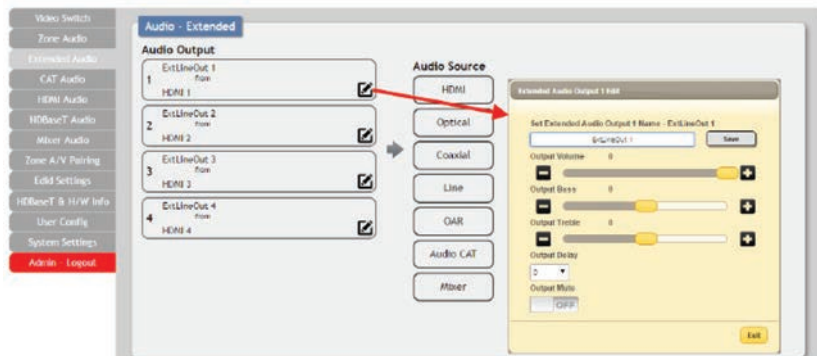 Video Switch
Zone Audio
Extended Audio
CAT Audio
HDMI Audio
HDBaseT Audio
Mixer Audio
Zone A/V Pairing
Edid Settings
HDBaseT & H/W Info
User Config
System Settings
Admin - Logout
Audio - Extended
Audio Output
1
ExtLineOut 1
from
HDMI 1
2
ExtLineOut 2
from
HDMI 2
3
ExtLineOut 3
from
HDMI 3
4
ExtLineOut 4
from
HDMI 4
Audio Source
HDMI
Optical
Coaxial
Line
OAR
Audio CAT
Mixer
Extended Audio Output 1 Edit
Set Extended Audio Output 1 Name - ExtLineOut 1
ExtLineOut 1
Save
Output Volume 0
Output Bass 0
Output Treble 0
Output Delay
0
Output Mute
OFF
Exit